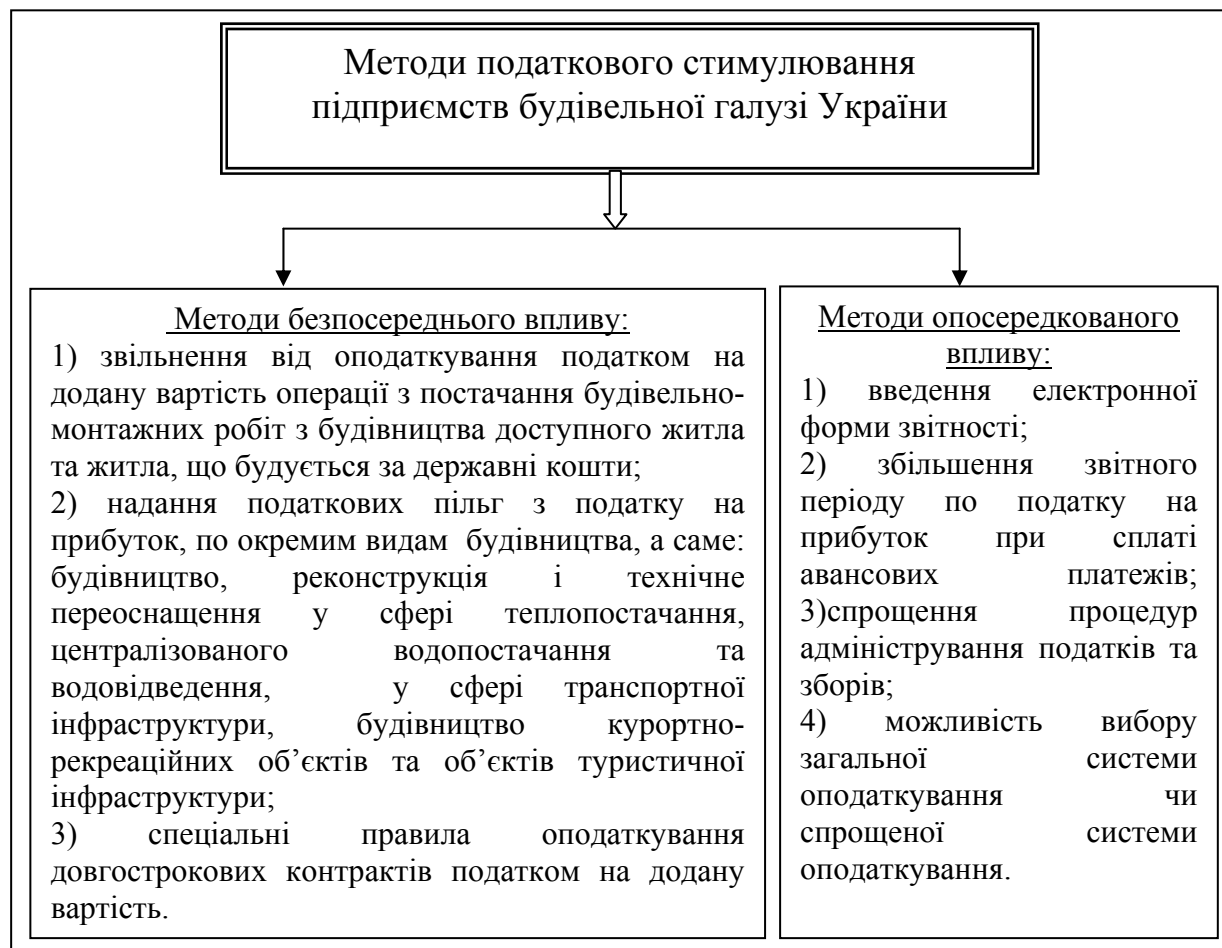 Методи податкового стимулювання
підприємств будівельної галузі України
Методи безпосереднього впливу:
1) звільнення від оподаткування податком на
додану вартість операції з постачання будівельно-
монтажних робіт з будівництва доступного житла
та житла, що будується за державні кошти;
2) надання податкових пільг з податку на
прибуток, по окремим видам будівництва, а саме:
будівництво, реконструкція і технічне
переоснащення у сфері теплопостачання,
централізованого водопостачання та
водовідведення, у сфері транспортної
інфраструктури, будівництво курортно-
рекреаційних об’єктів та об’єктів туристичної
інфраструктури;
3) спеціальні правила оподаткування
довгострокових контрактів податком на додану
вартість.
Методи опосередкованого
впливу:
1) введення електронної
форми звітності;
2) збільшення звітного
періоду по податку на
прибуток при сплаті
авансових платежів;
3)спрощення процедур
адміністрування податків та
зборів;
4) можливість вибору
загальної системи
оподаткування чи
спрощеної системи
оподаткування.